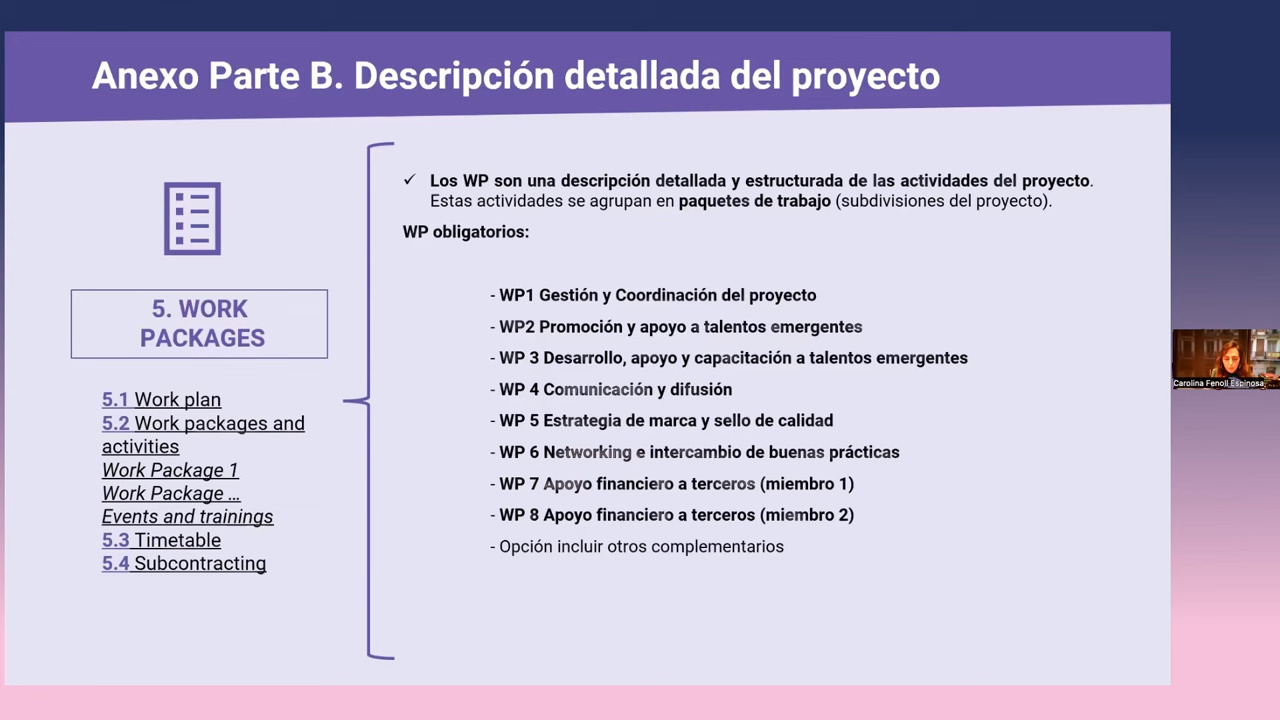 Anexo Parte B. Descripción detallada del proyecto
5. WORK
PACKAGES
5.1 Work plan
5.2 Work packages and
activities
Work Package 1
Work Package ...
Events and trainings
5.3 Timetable
5.4 Subcontracting
✓ Los WP son una descripción detallada y estructurada de las actividades del proyecto.
Estas actividades se agrupan en paquetes de trabajo (subdivisiones del proyecto).
WP obligatorios:
- WP1 Gestión y Coordinación del proyecto
- WP2 Promoción y apoyo a talentos emergentes
- WP 3 Desarrollo, apoyo y capacitación a talentos emergentes
- WP 4 Comunicación y difusión
- WP 5 Estrategia de marca y sello de calidad
- WP 6 Networking e intercambio de buenas prácticas
- WP 7 Apoyo financiero a terceros (miembro 1)
- WP 8 Apoyo financiero a terceros (miembro 2)
- Opción incluir otros complementarios
Carolina Fenoll Espinosa